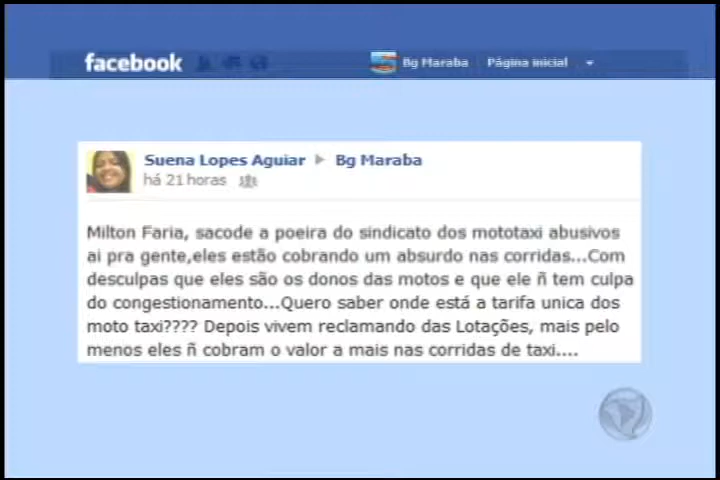 facebook
Bg Maraba Página inicial
Suena Lopes Aguiar Bg Maraba
há 21 horas
Milton Faria, sacode a poeira do sindicato dos mototaxi abusivos
ai pra gente,eles estão cobrando um absurdo nas corridas...Com
desculpas que eles são os donos das motos e que ele ñ tem culpa
do congestionamento...Quero saber onde está a tarifa unica dos
moto taxi???? Depois vivem reclamando das Lotações, mais pelo
menos eles ñ cobram o valor a mais nas corridas de taxi....